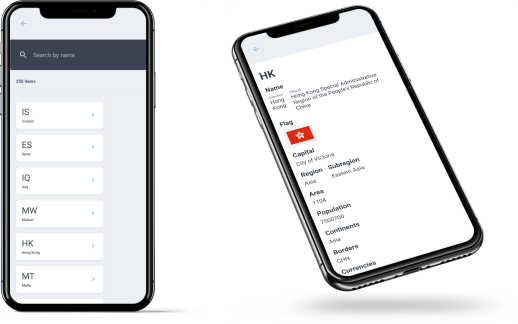 Search by name
250 items
IS
Iceland
ES
Spain
IQ
Iraq
MW
Malawi
HK
Hong Kong
MT
Malta
HK
Name
Common
Hong
Kong
Official
Hong Kong Special Administrative
Region of the People's Republic of
China
Flag
Capital
City of Victoria
Region
Asia
Subregion
Eastern Asia
Area
1104
Population
7500700
Continents
Asia
Borders
CHN
Currencies